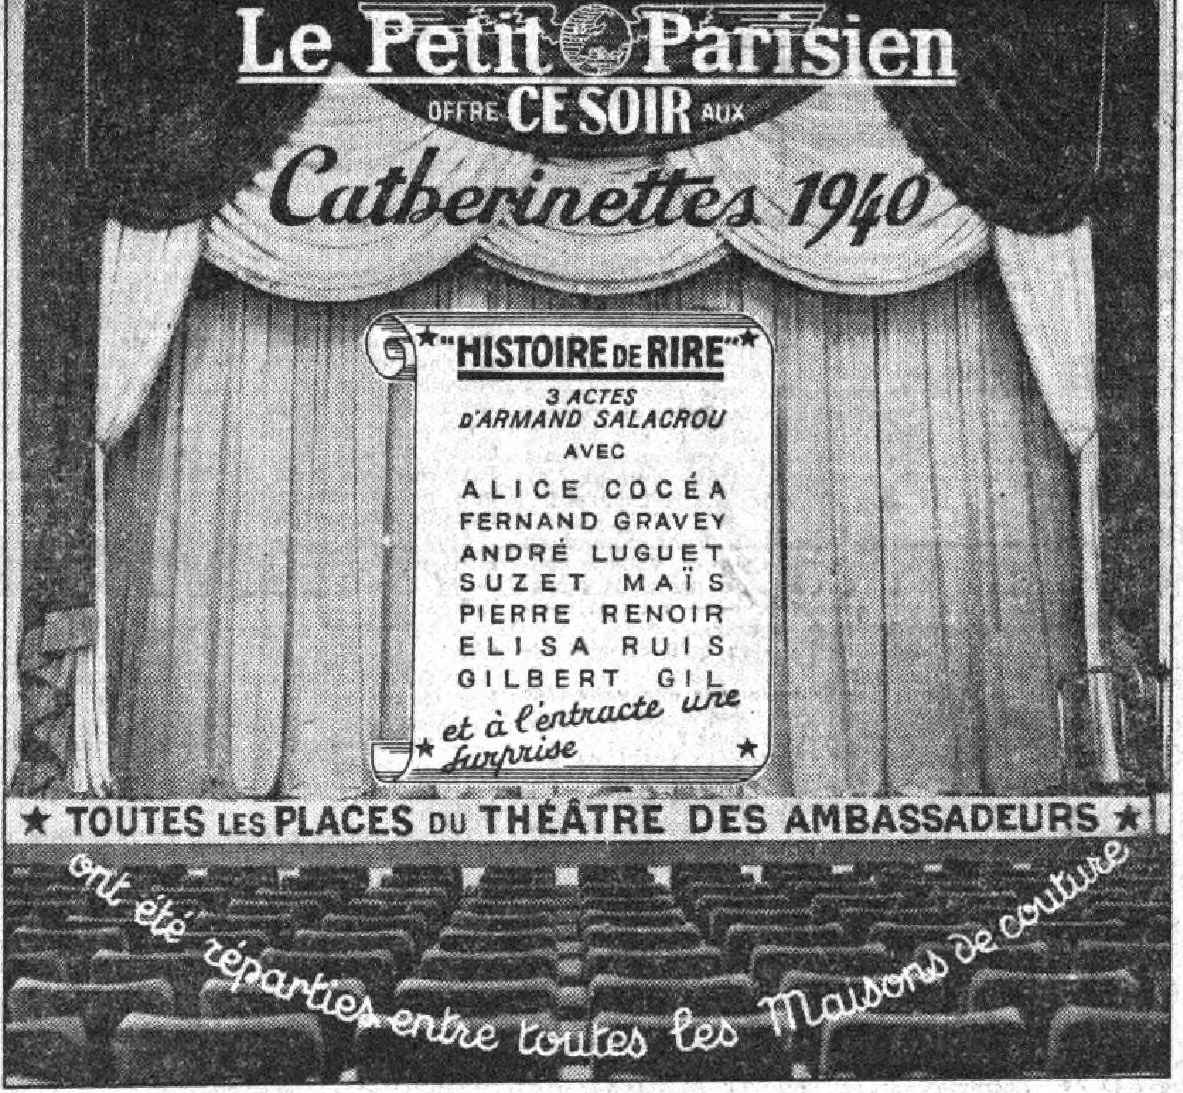 Le Petit Parisien
OFFRE CE SOIR AUX
Catherinettes 1940
"HISTOIRE DE RIRE"
3 ACTES
D'ARMAND SALACROU
AVEC
ALICE COCÉA
FERNAND GRAVEY
ANDRÉ LUGUET
SUZET MAÏS
PIERRE RENOIR
ELISA RUIS
GILBERT GIL
et à l'entracte une
surprise
TOUTES LES PLACES DU THÉÂTRE DES AMBASSADEURS
ont été réparties entre toutes les Maisons de couture